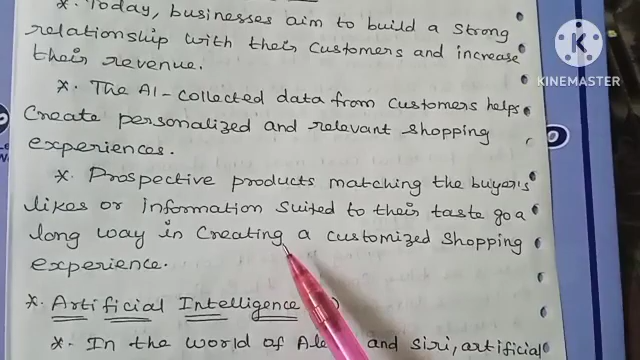 *. Today, businesses aim to build a strong
relationship with their customers and increase
their revenue.
*. The AI-collected data from customers helps
Create personalized and relevant shopping
experiences.
*. Prospective products matching the buyer's
likes or information suited to their taste go a
long way in Creating a customized shopping
experience.
*. Artificial Intelligence
*. In the world of and siri, artificial
KINEMASTER